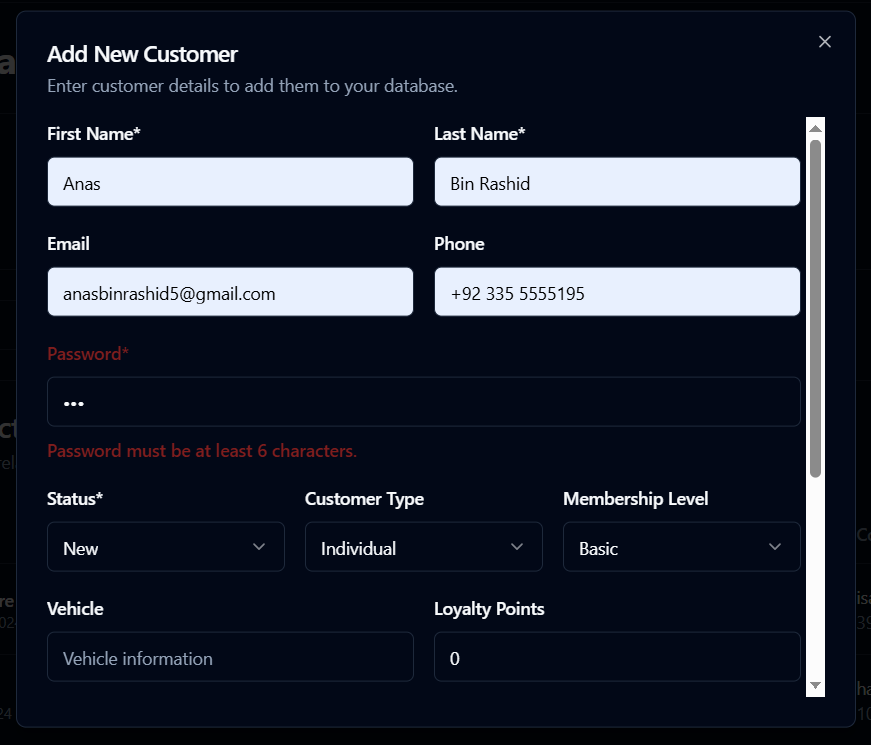 Add New Customer
Enter customer details to add them to your database.
First Name* Last Name*
Anas Bin Rashid
Email Phone
anasbinrashid5@gmail.com +92 335 5555195
Password*
•••
Password must be at least 6 characters.
Status* Customer Type Membership Level
New Individual Basic
Vehicle Loyalty Points
Vehicle information 0